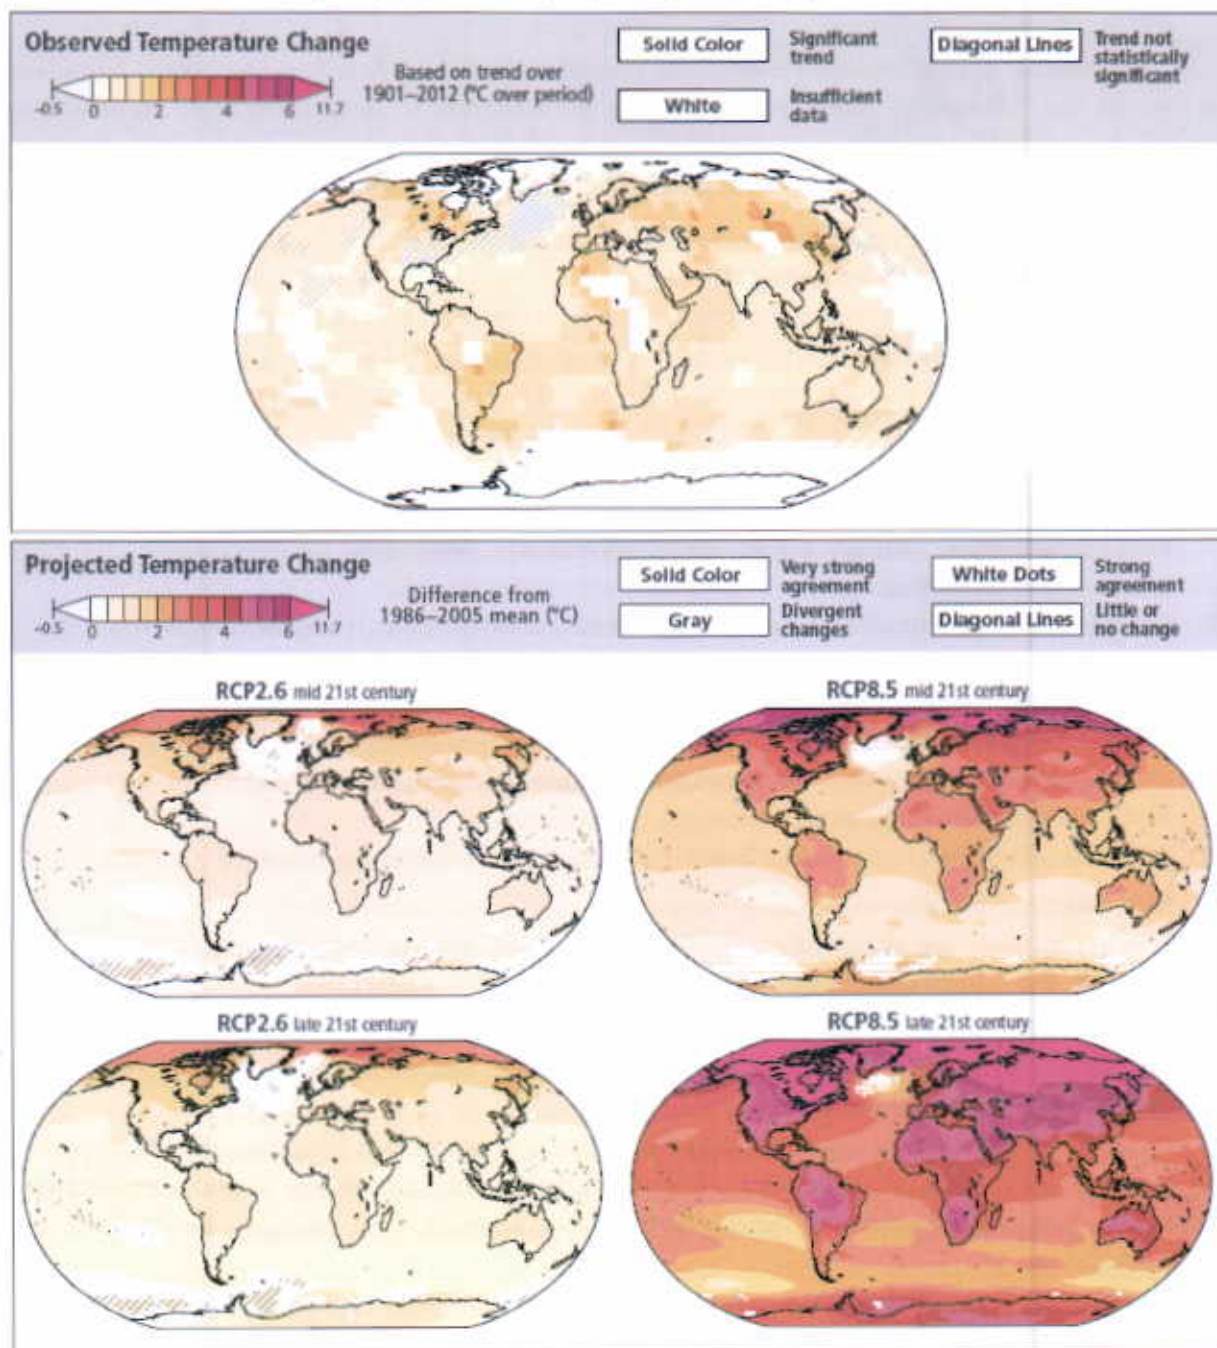 Observed Temperature Change
-0.5 0 2 4 6 11.7
Based on trend over
1901–2012 (°C over period)
Solid Color
Significant
trend
White
Insufficient
data
Diagonal Lines
Trend not
statistically
significant
Projected Temperature Change
-0.5 0 2 4 6 11.7
Difference from
1986–2005 mean (°C)
Solid Color
Very strong
agreement
Gray
Divergent
changes
White Dots
Strong
agreement
Diagonal Lines
Little or
no change
RCP2.6 mid 21st century
RCP8.5 mid 21st century
RCP2.6 late 21st century
RCP8.5 late 21st century